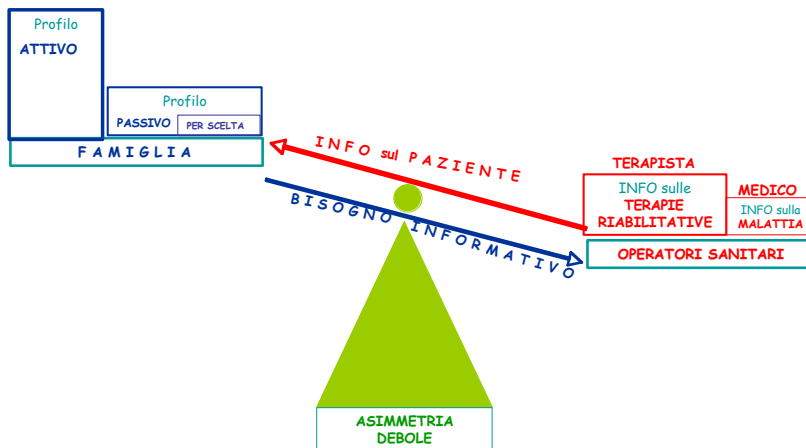 Profilo
ATTIVO
Profilo
PASSIVO
PER SCELTA
FAMIGLIA
INFO sul PAZIENTE
BISOGNO INFORMATIVO
TERAPISTA
INFO sulle
TERAPIE
RIABILITATIVE
MEDICO
INFO sulla
MALATTIA
OPERATORI SANITARI
ASIMMETRIA
DEBOLE